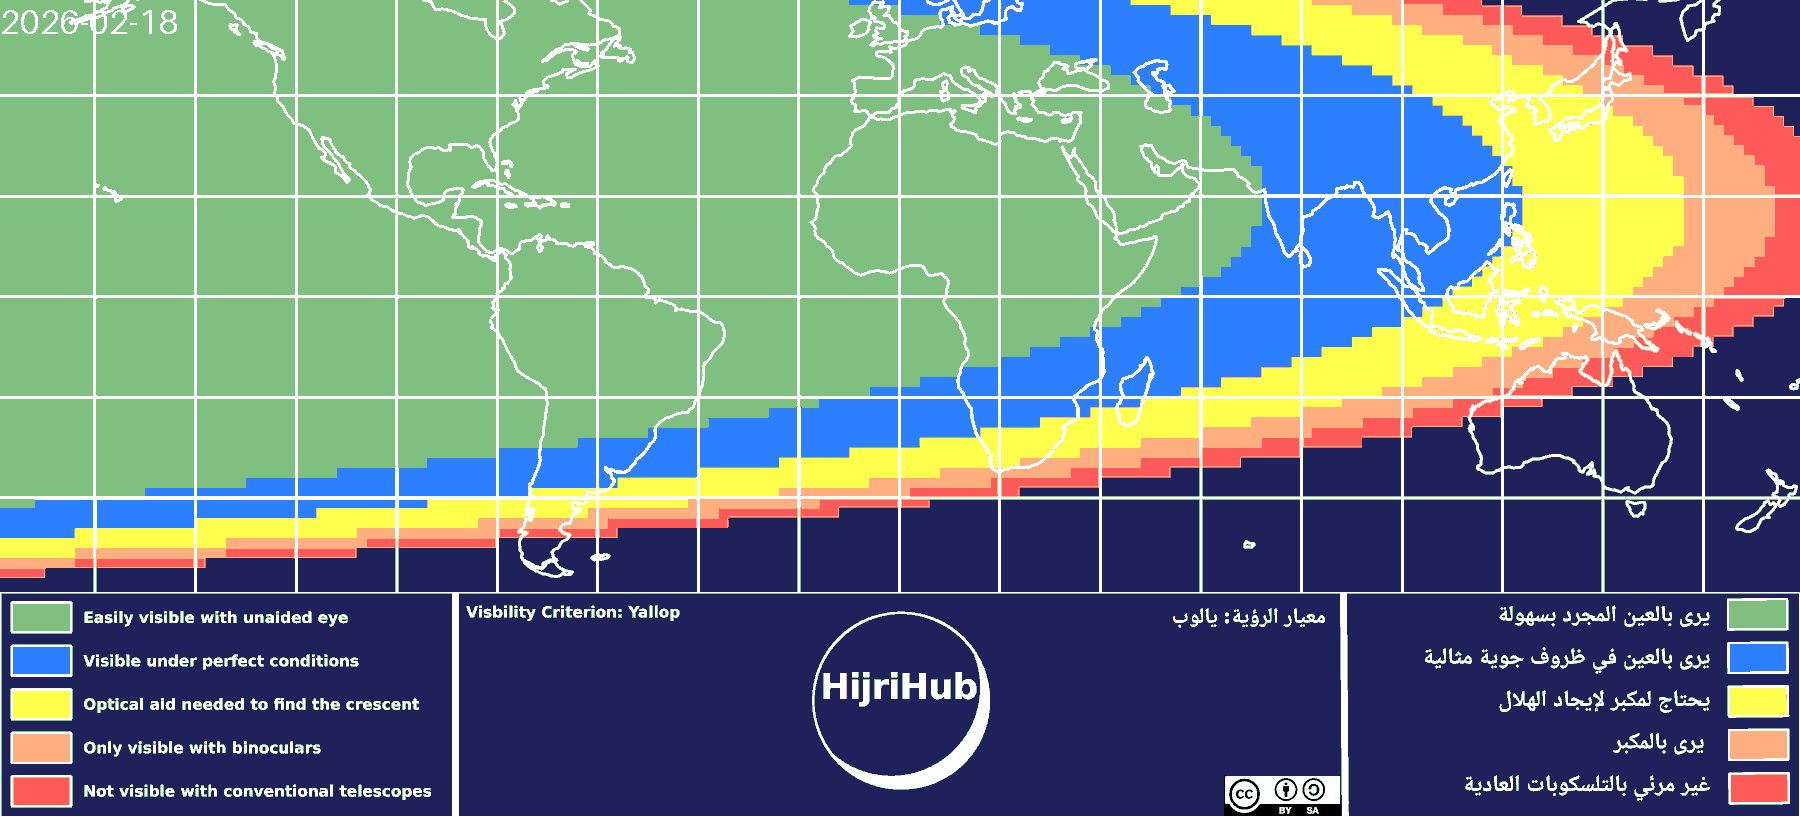 2026-02-18
Easily visible with unaided eye
Visible under perfect conditions
Optical aid needed to find the crescent
Only visible with binoculars
Not visible with conventional telescopes
Visbility Criterion: Yallop
معيار الرؤية: يالوب
HijriHub
cc
BY SA
يرى بالعين المجرد بسهولة
يرى بالعين في ظروف جوية مثالية
يحتاج لمكبر لإيجاد الهلال
يرى بالمكبر
غير مرئي بالتلسكوبات العادية